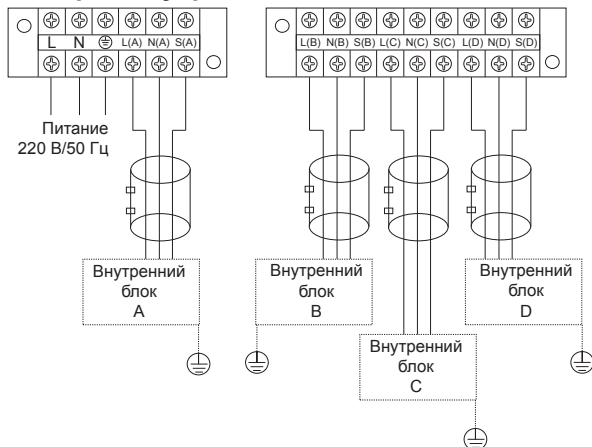 L N L(A) N(A) S(A)
L(B) N(B) S(B) L(C) N(C) S(C) L(D) N(D) S(D)
Питание
220 В/50 Гц
Внутренний
блок
A
Внутренний
блок
B
Внутренний
блок
C
Внутренний
блок
D